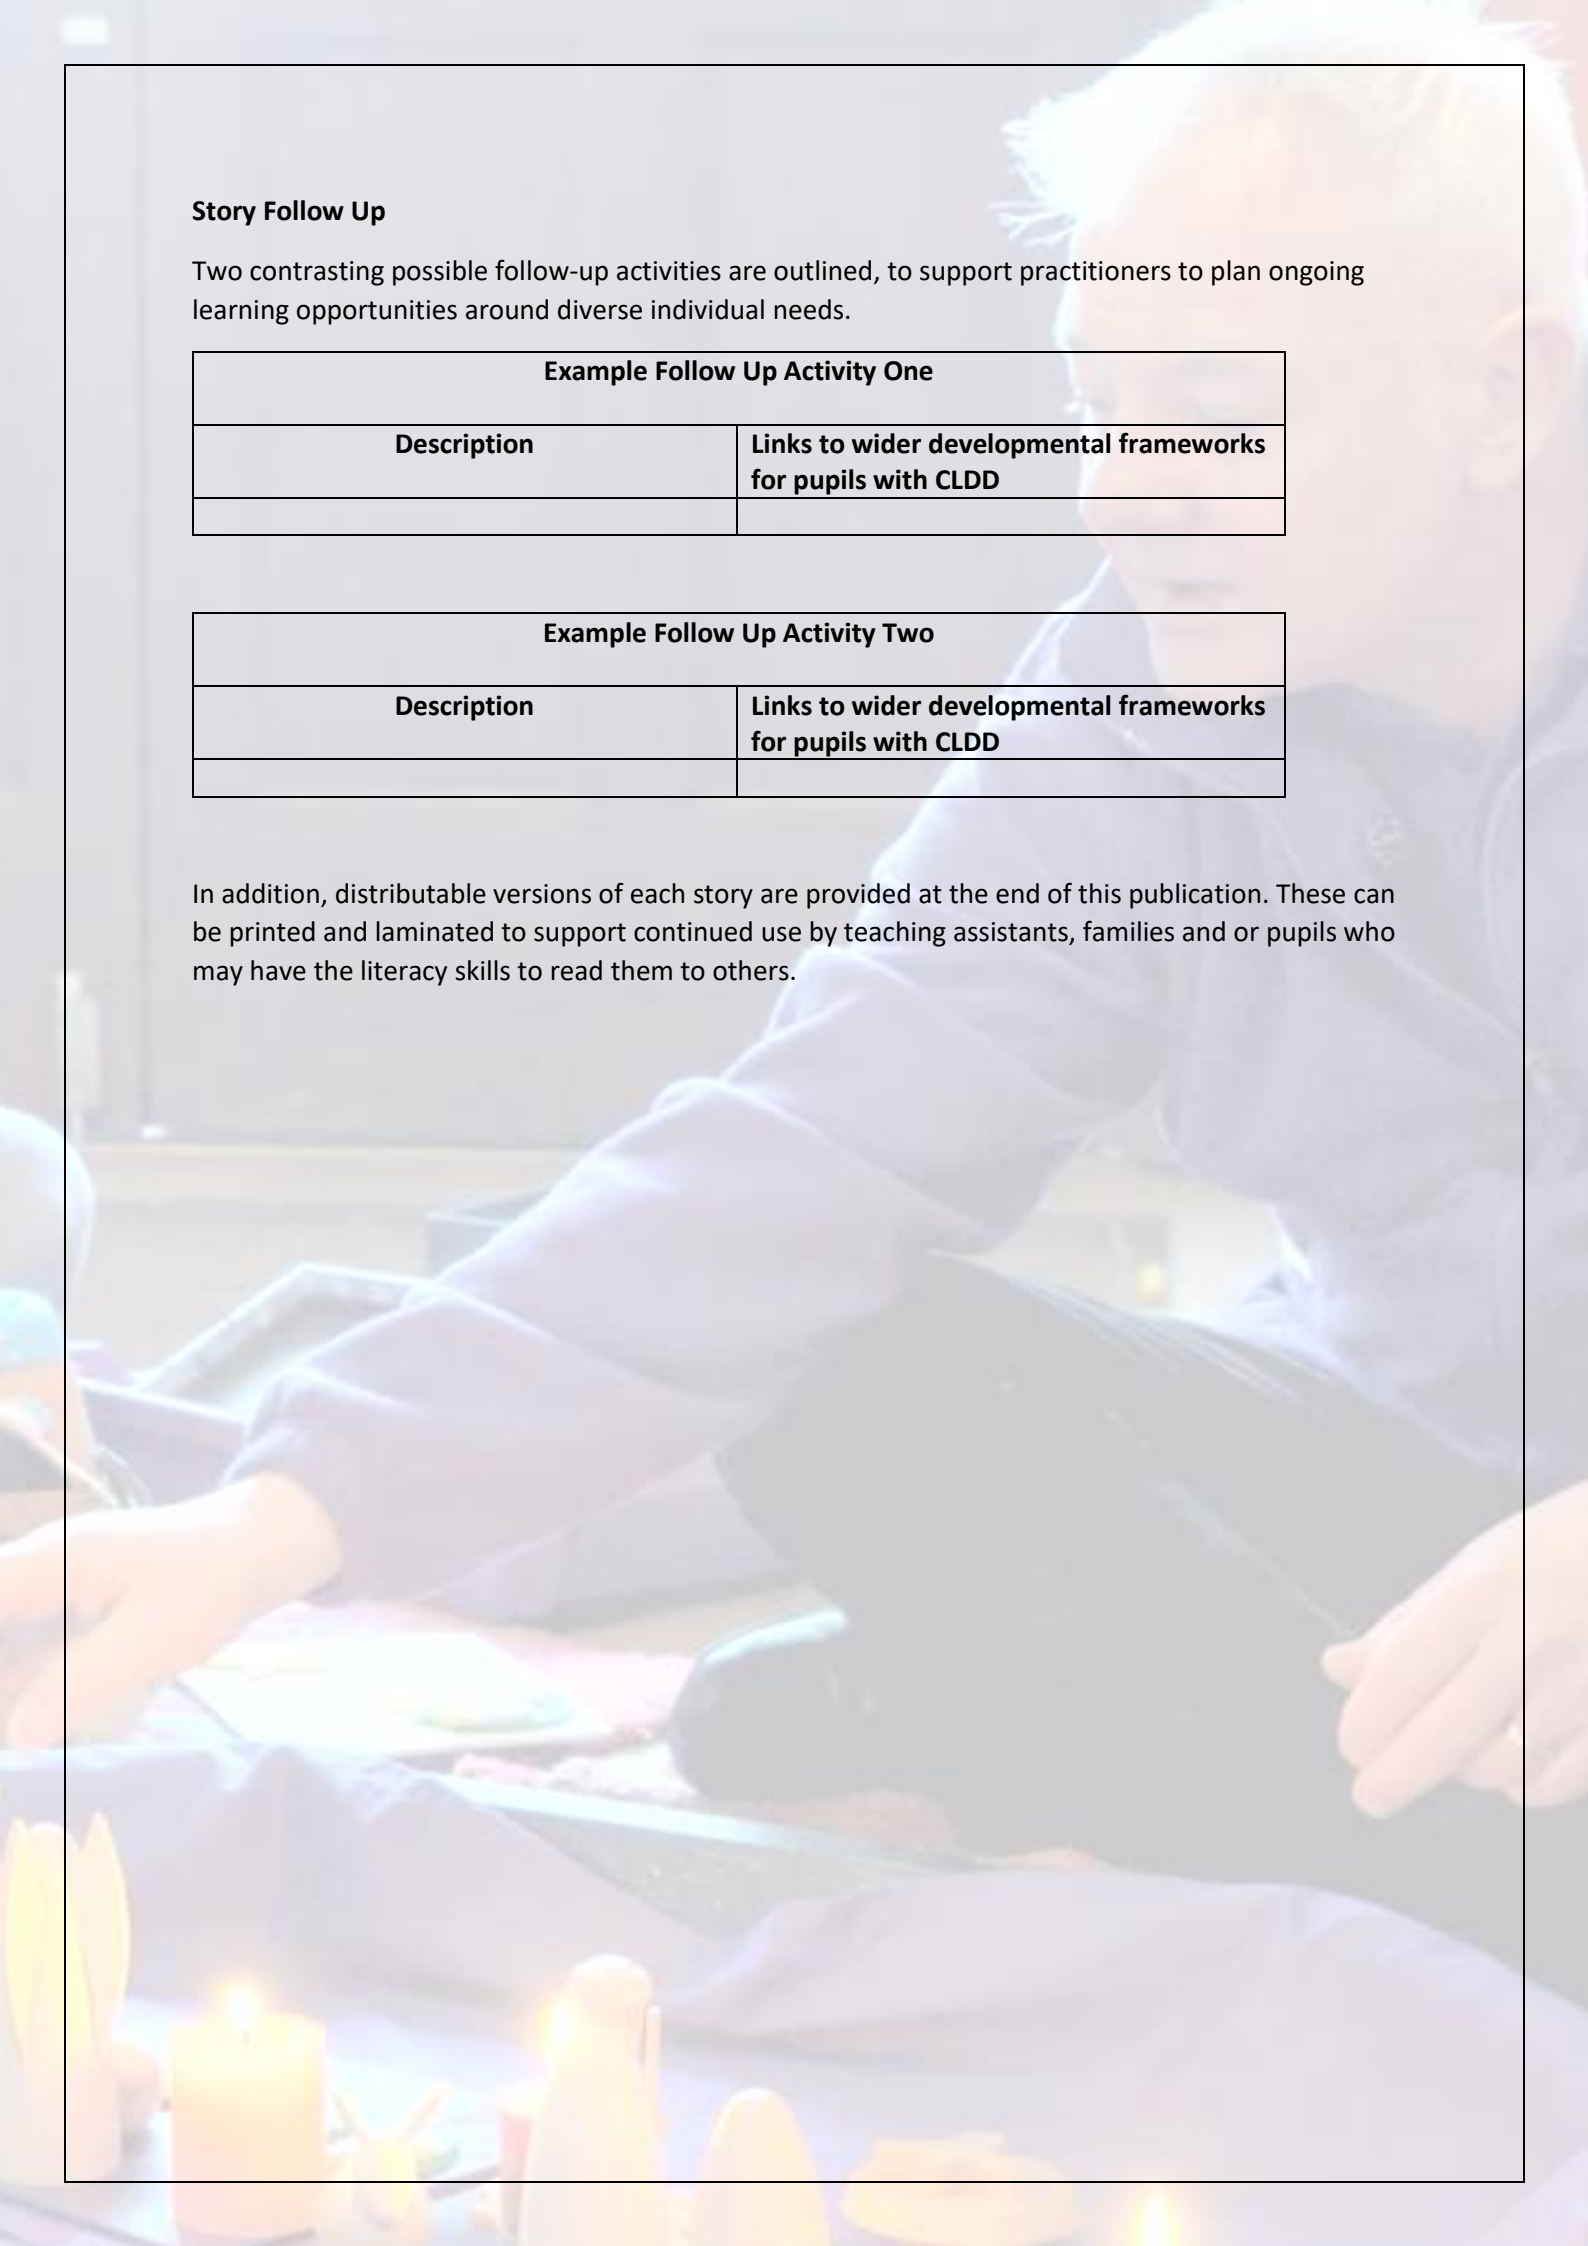 Story Follow Up
Two contrasting possible follow-up activities are outlined, to support practitioners to plan ongoing
learning opportunities around diverse individual needs.
Example Follow Up Activity One
Description
Links to wider developmental frameworks
for pupils with CLDD
Example Follow Up Activity Two
Description
Links to wider developmental frameworks
for pupils with CLDD
In addition, distributable versions of each story are provided at the end of this publication. These can
be printed and laminated to support continued use by teaching assistants, families and or pupils who
may have the literacy skills to read them to others.